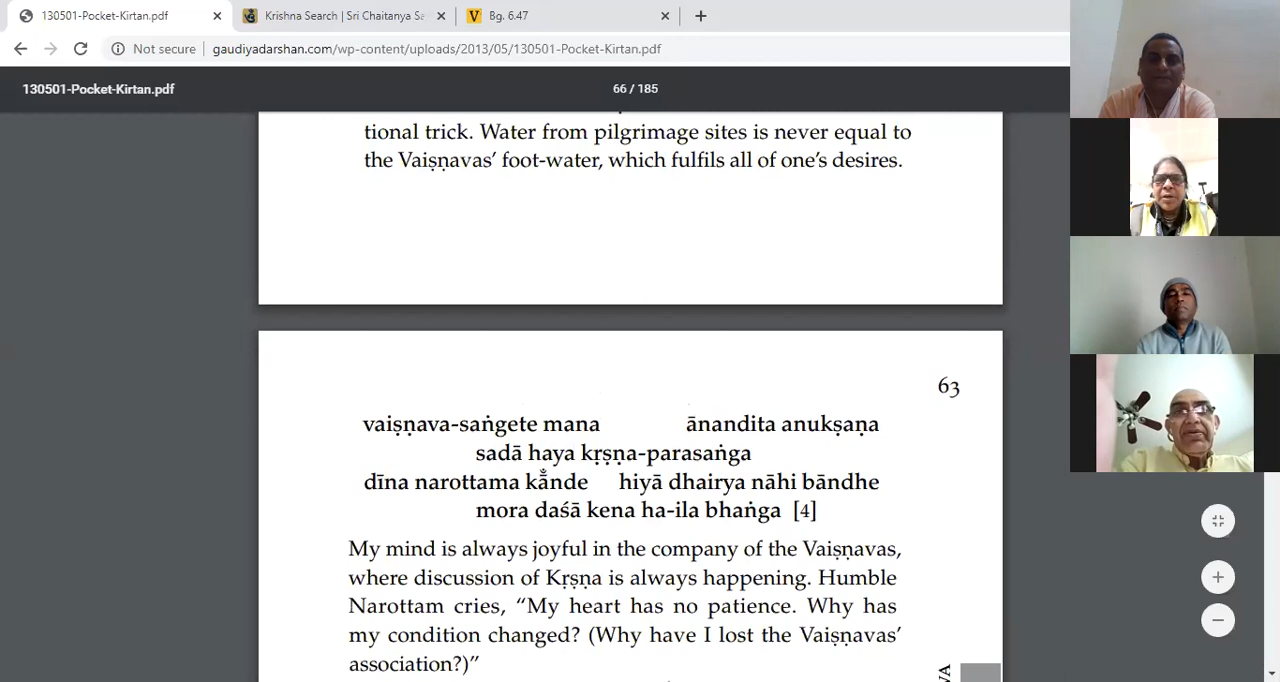 130501-Pocket-Kirtan.pdf
Krishna Search | Sri Chaitanya Sa
Bg. 6.47
Not secure
gaudiyadarshan.com/wp-content/uploads/2013/05/130501-Pocket-Kirtan.pdf
130501-Pocket-Kirtan.pdf
66 / 185
tional trick. Water from pilgrimage sites is never equal to
the Vaiṣṇavas’ foot-water, which fulfils all of one’s desires.
63
vaiṣṇava-saṅgete mana ānandita anukṣaṇa
sadā haya kṛṣṇa-parasaṅga
dīna narottama kẫnde hiyā dhairya nāhi bāndhe
mora daśā kena ha-ila bhaṅga [4]
My mind is always joyful in the company of the Vaiṣṇavas,
where discussion of Kṛṣṇa is always happening. Humble
Narottam cries, “My heart has no patience. Why has
my condition changed? (Why have I lost the Vaiṣṇavas’
association?)”
VA